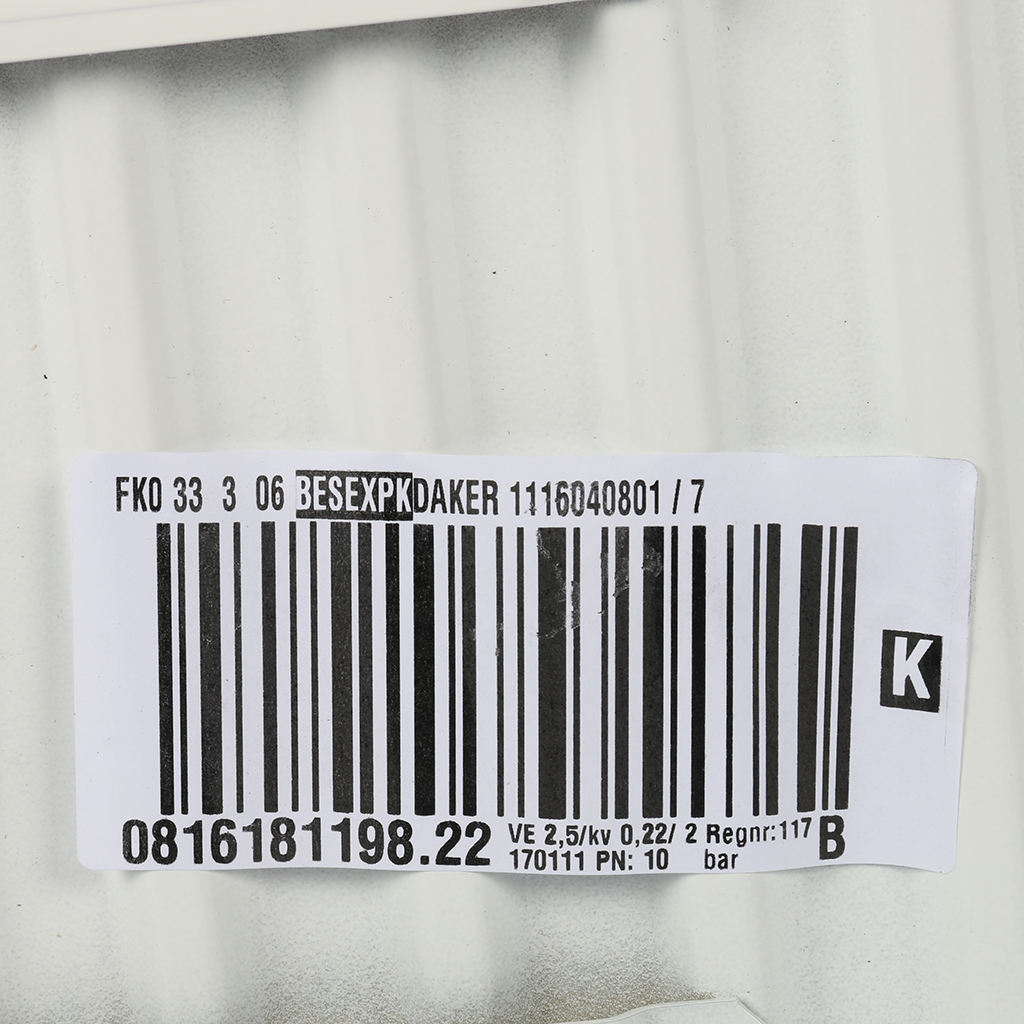 FKO 33 3 06 BESEXPKDAKER 1116040801 / 7
K
0816181198.22
VE 2,5/kv 0,22/ 2 Regnr:117
170111 PN: 10 bar
B